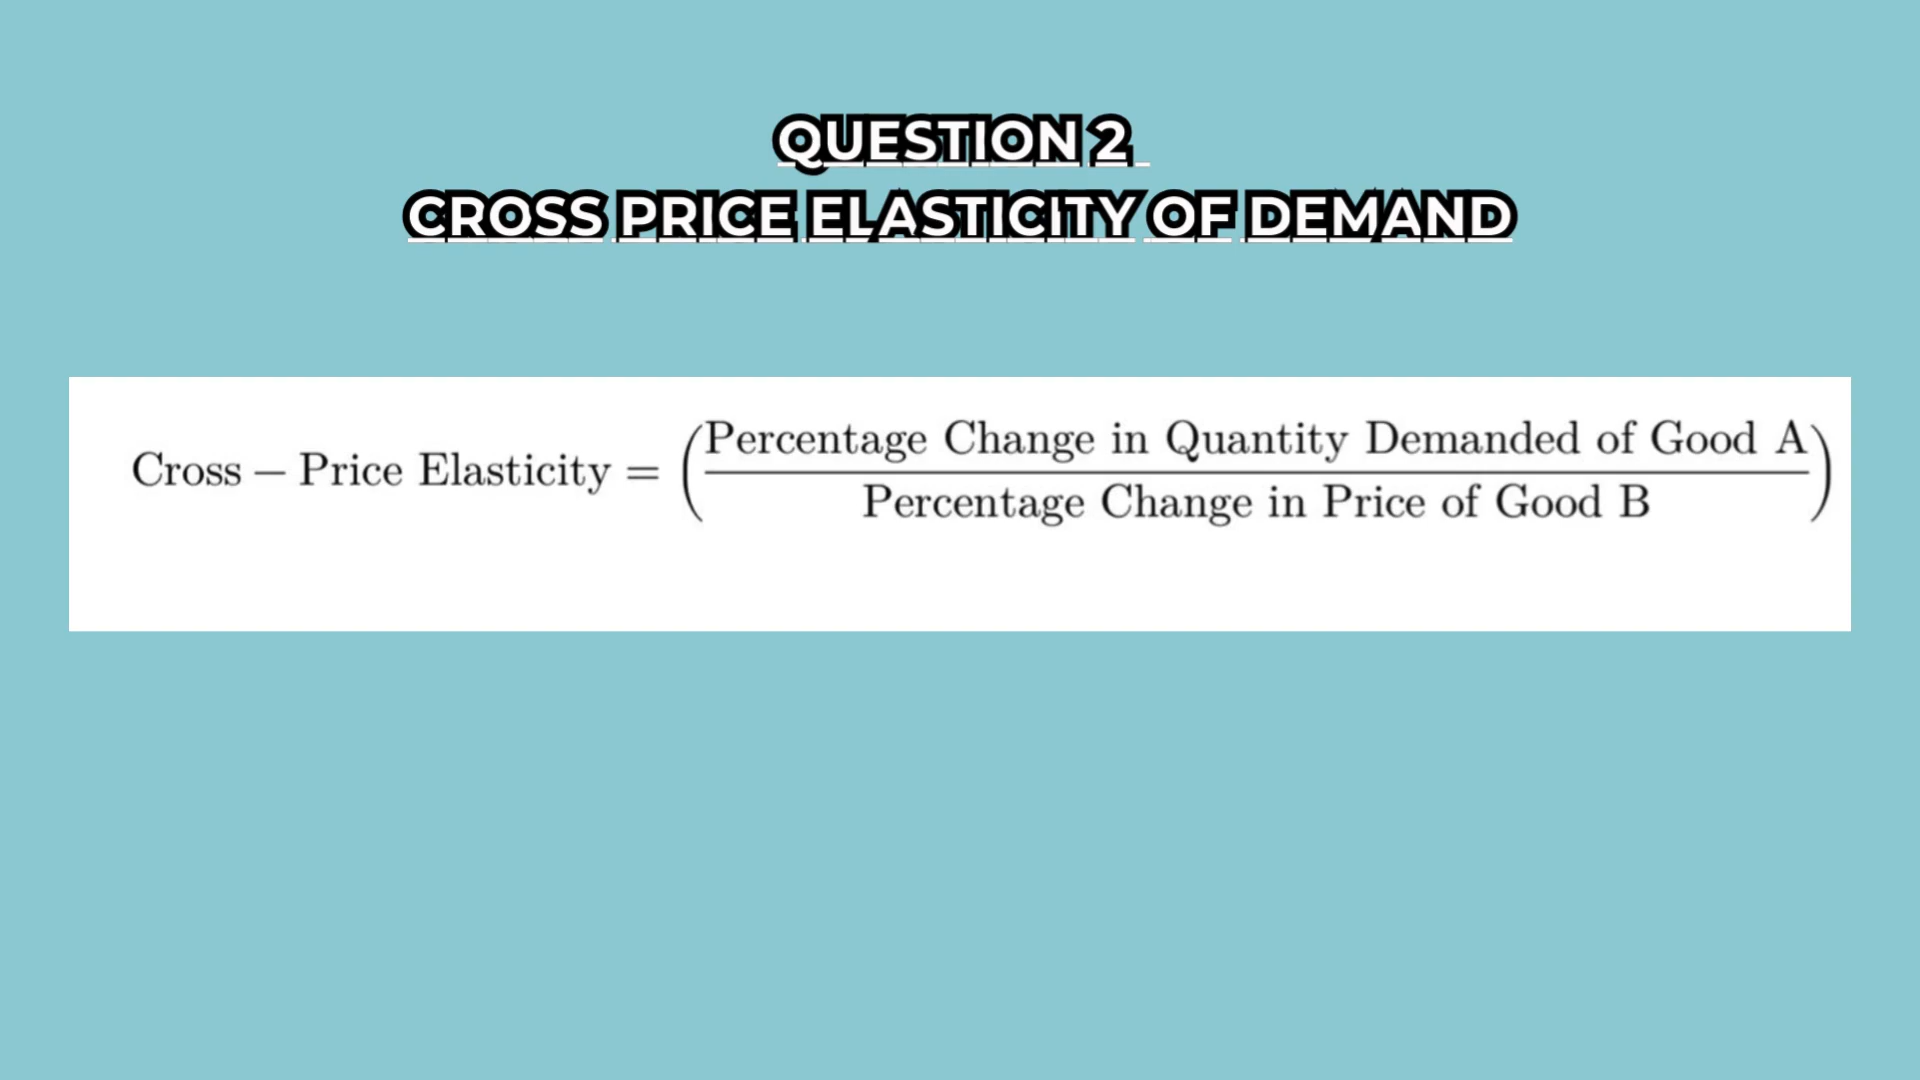 QUESTION 2
CROSS PRICE ELASTICITY OF DEMAND
Cross – Price Elasticity = (Percentage Change in Quantity Demanded of Good A
Percentage Change in Price of Good B)